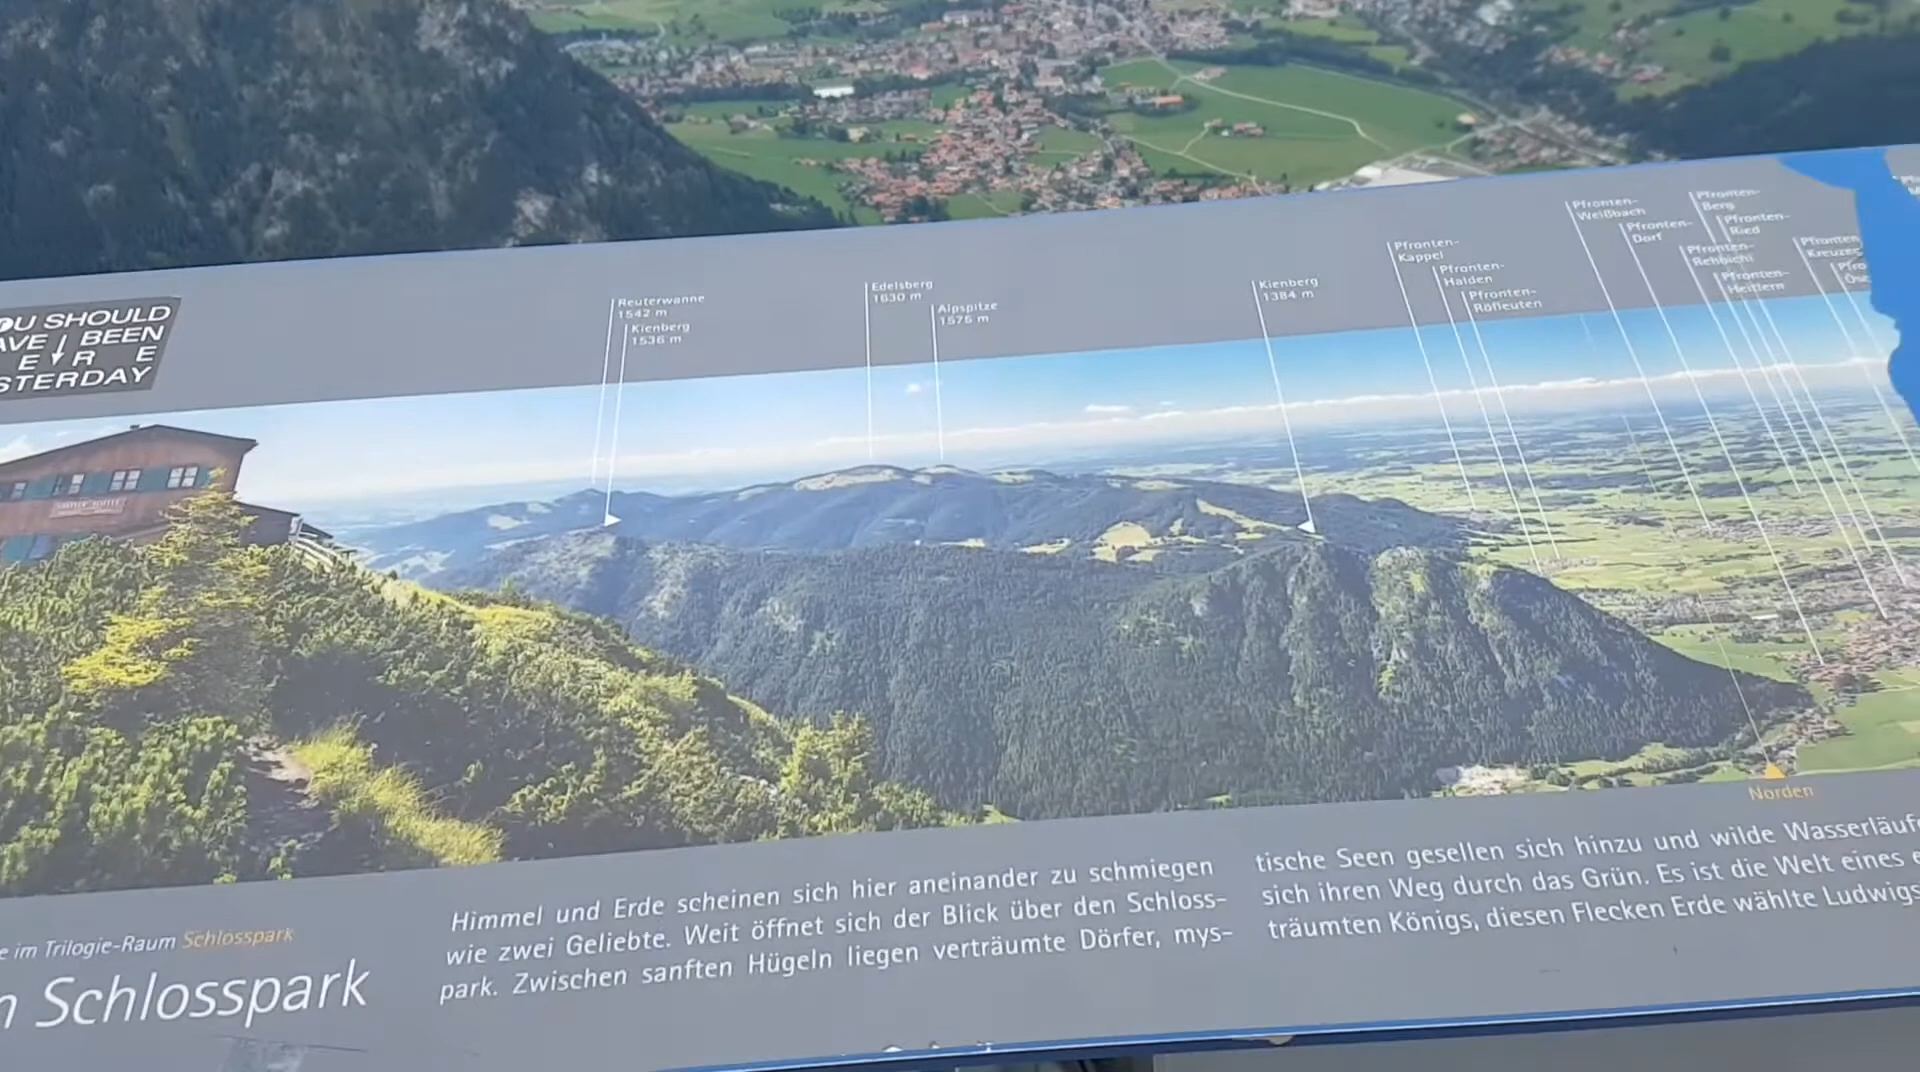 OU SHOULD
AVE BEEN
E R E
STERDAY
Reuterwanne
1542 m
Kienberg
1536 m
Edelsberg
1630 m
Alpspitze
1575 m
Kienberg
1384 m
Pfronten-
Kappel
Pfronten-
Halden
Pfronten-
Röfleuten
Pfronten-
Weißbach
Pfronten-
Dorf
Pfronten-
Berg
Pfronten-
Ried
Pfronten-
Rehbichl
Pfronten-
Heitlern
Pfronten
Kreuzeg
Pfro
Norden
e im Trilogie-Raum Schlosspark
n Schlosspark
Himmel und Erde scheinen sich hier aneinander zu schmiegen
wie zwei Geliebte. Weit öffnet sich der Blick über den Schloss-
park. Zwischen sanften Hügeln liegen verträumte Dörfer, mys-
tische Seen gesellen sich hinzu und wilde Wasserläufe
sich ihren Weg durch das Grün. Es ist die Welt eines e
träumten Königs, diesen Flecken Erde wählte Ludwigs